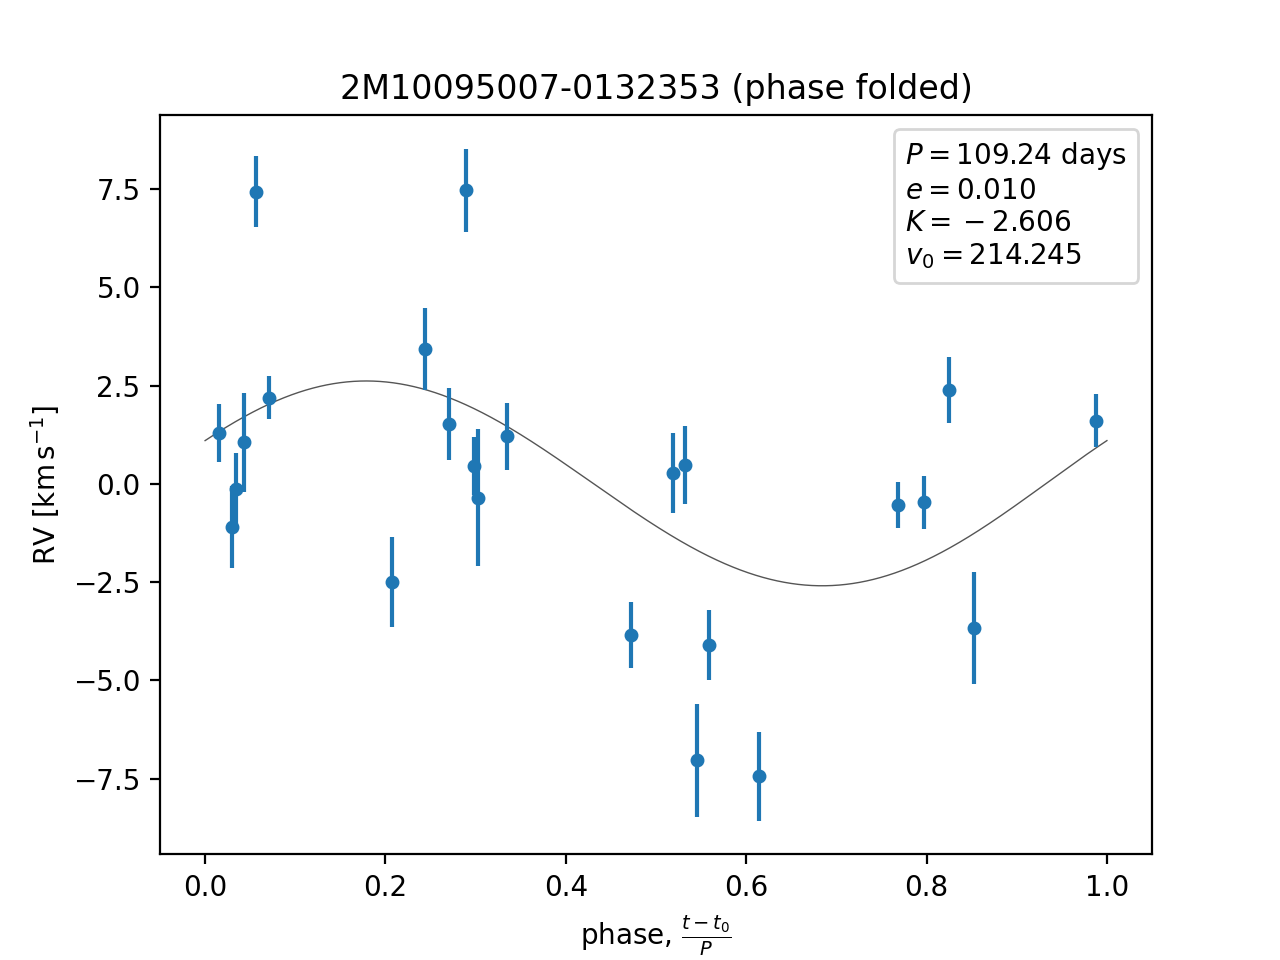 2M10095007-0132353 (phase folded)
P = 109.24 days
e = 0.010
K = −2.606
v₀ = 214.245
RV [km s⁻¹]
7.5
5.0
2.5
0.0
−2.5
−5.0
−7.5
0.0 0.2 0.4 0.6 0.8 1.0
phase, (t − t₀)/P